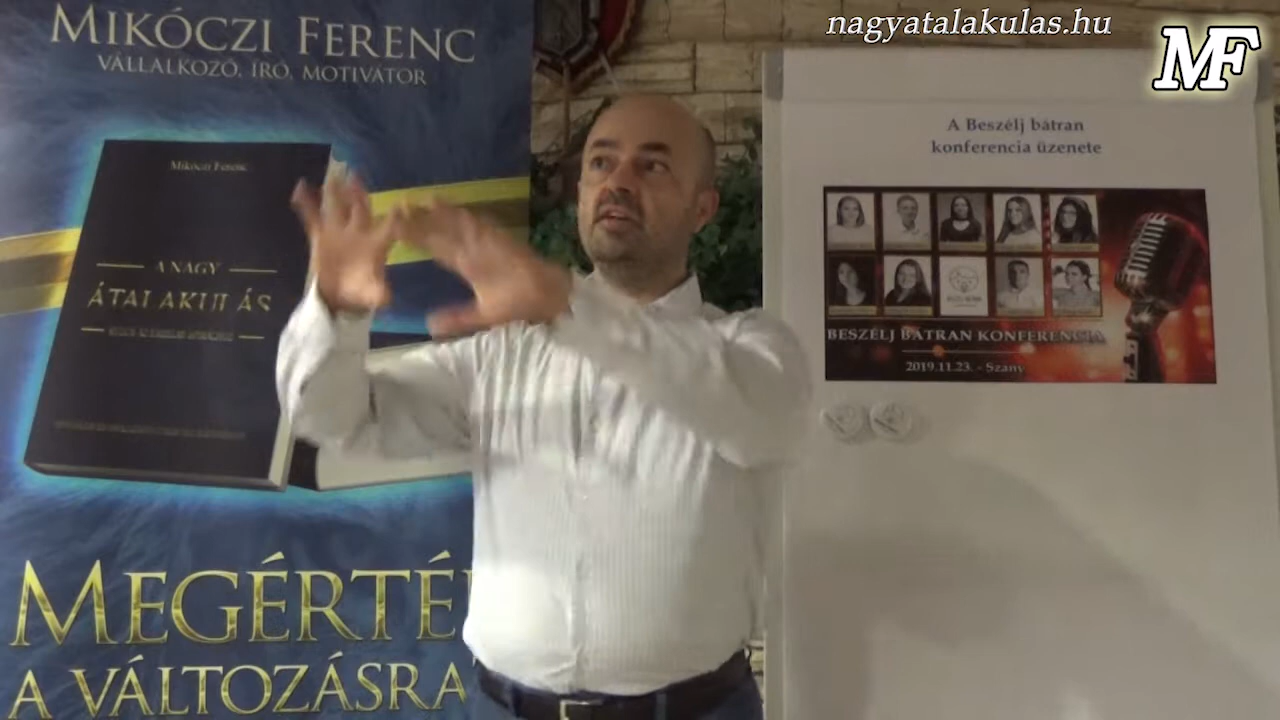 MIKÓCZI FERENC
VÁLLALKOZÓ, ÍRÓ, MOTIVÁTOR
Mikóczi Ferenc
A NAGY
ÁTALAKULÁS
MEGÉRTÉ
A VÁLTOZÁSRA
nagyatalakulas.hu
MF
A Beszélj bátran
konferencia üzenete
BESZÉLJ BÁTRAN KONFERENCIA
2019.11.23. - Szany